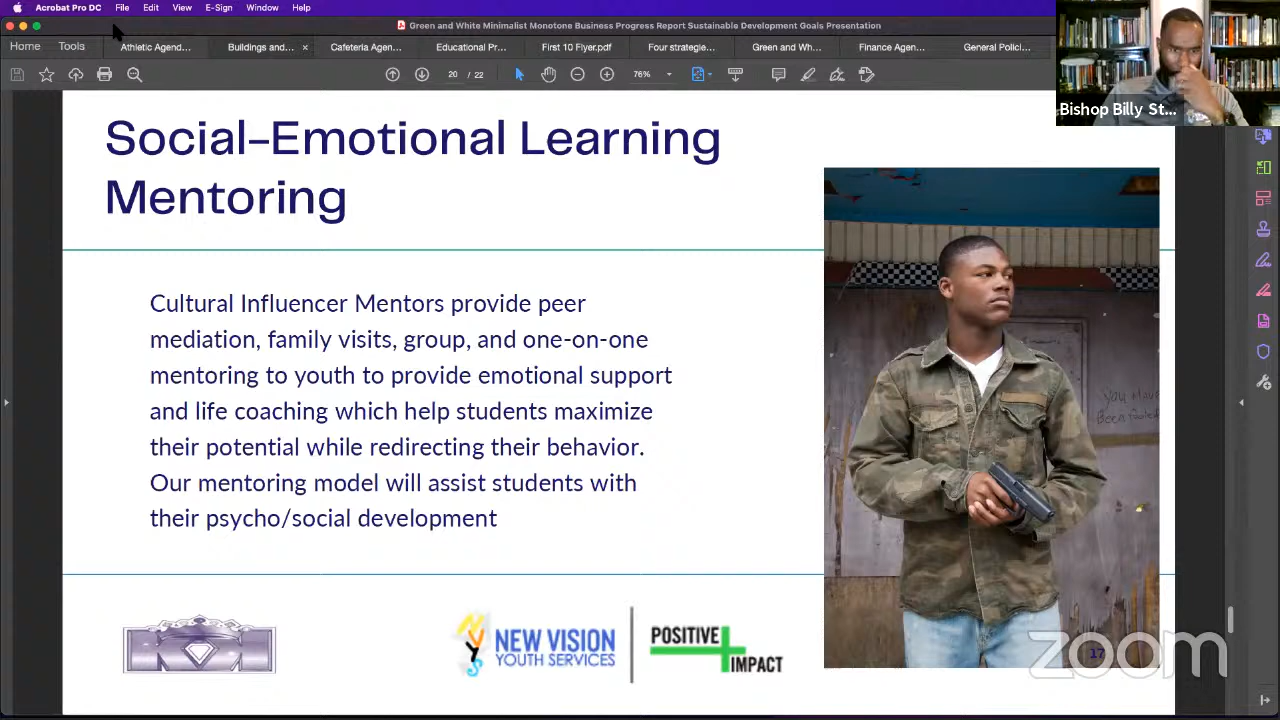 Acrobat Pro DC File Edit View E-Sign Window Help
Green and White Minimalist Monotone Business Progress Report Sustainable Development Goals Presentation
Home Tools Athletic Agend... Buildings and... × Cafeteria Agen... Educational Pr... First 10 Flyer.pdf Four strategie... Green and Wh... Finance Agen... General Polici...
20 / 22 76%
Bishop Billy St...
Social–Emotional Learning
Mentoring
Cultural Influencer Mentors provide peer
mediation, family visits, group, and one-on-one
mentoring to youth to provide emotional support
and life coaching which help students maximize
their potential while redirecting their behavior.
Our mentoring model will assist students with
their psycho/social development
You Have
Been
NVYS
NEW VISION
YOUTH SERVICES
POSITIVE
IMPACT
17
zoom